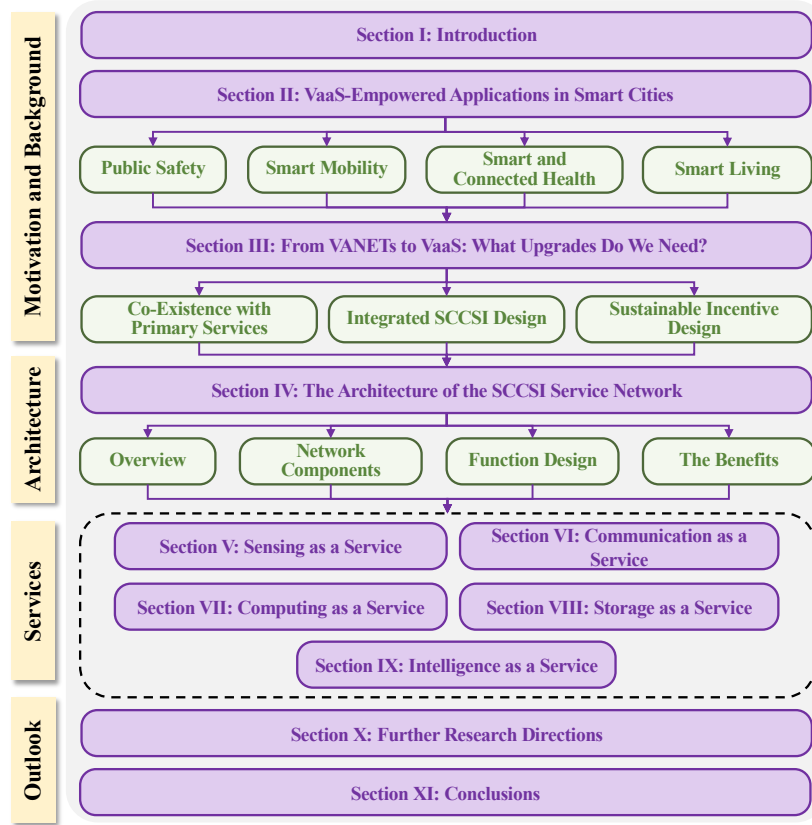 Motivation and Background
Section I: Introduction
Section II: VaaS-Empowered Applications in Smart Cities
Public Safety
Smart Mobility
Smart and
Connected Health
Smart Living
Section III: From VANETs to VaaS: What Upgrades Do We Need?
Co-Existence with
Primary Services
Integrated SCCSI Design
Sustainable Incentive
Design
Architecture
Section IV: The Architecture of the SCCSI Service Network
Overview
Network
Components
Function Design
The Benefits
Services
Section V: Sensing as a Service
Section VI: Communication as a
Service
Section VII: Computing as a Service
Section VIII: Storage as a Service
Section IX: Intelligence as a Service
Outlook
Section X: Further Research Directions
Section XI: Conclusions